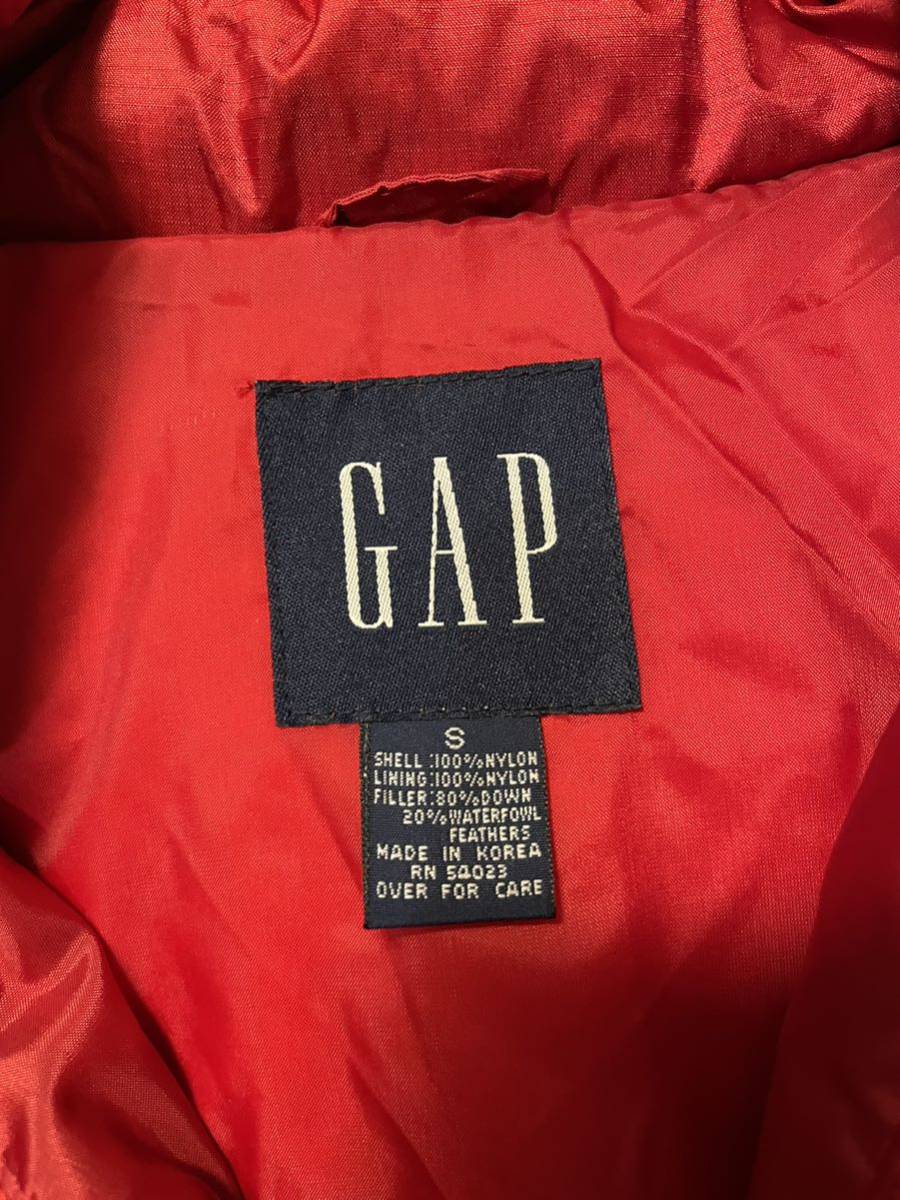 GAP
S
SHELL:100%NYLON
LINING:100%NYLON
FILLER:80%DOWN
20%WATERFOWL
FEATHERS
MADE IN KOREA
RN 54023
OVER FOR CARE